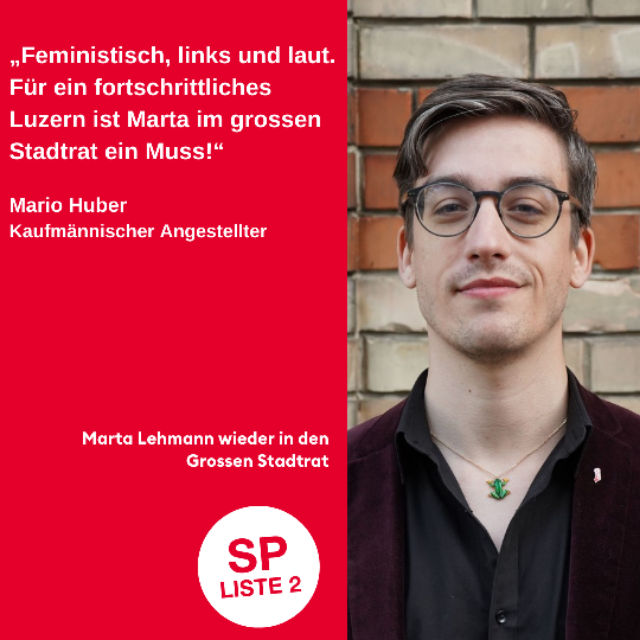 „Feministisch, links und laut.
Für ein fortschrittliches
Luzern ist Marta im grossen
Stadtrat ein Muss!“
Mario Huber
Kaufmännischer Angestellter
Marta Lehmann wieder in den
Grossen Stadtrat
SP
LISTE 2